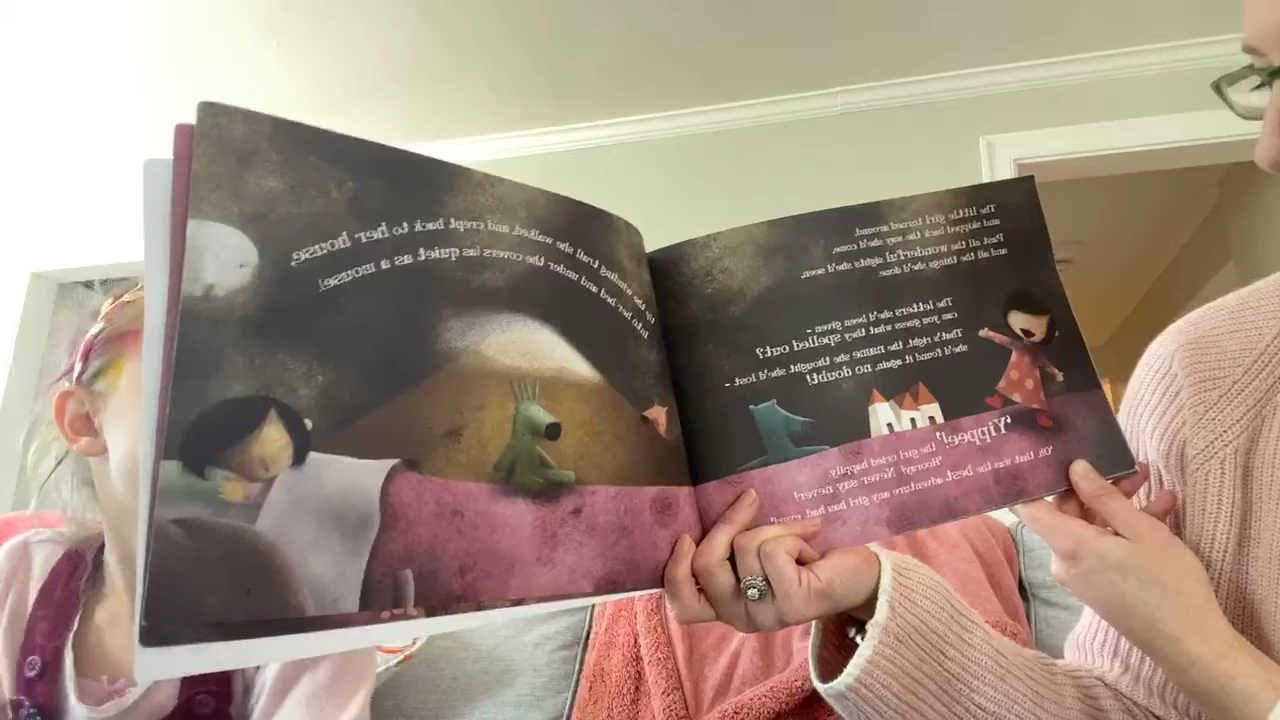 The little girl turned around,
and skipped back the way she'd come.
Past all the wonderful sights she'd seen,
and all the things she'd done.
The letters she'd been given –
can you guess what they spelled out?
That's right, the name she thought she'd lost –
she'd found it again, no doubt!
'Yippee!' the girl cried happily.
'Hooray! Never say never!
'Oh, that was the best adventure any girl has had, ever!'
Up the winding trail she walked, and crept back to her house,
Into her bed and under the covers (as quiet as a mouse)!